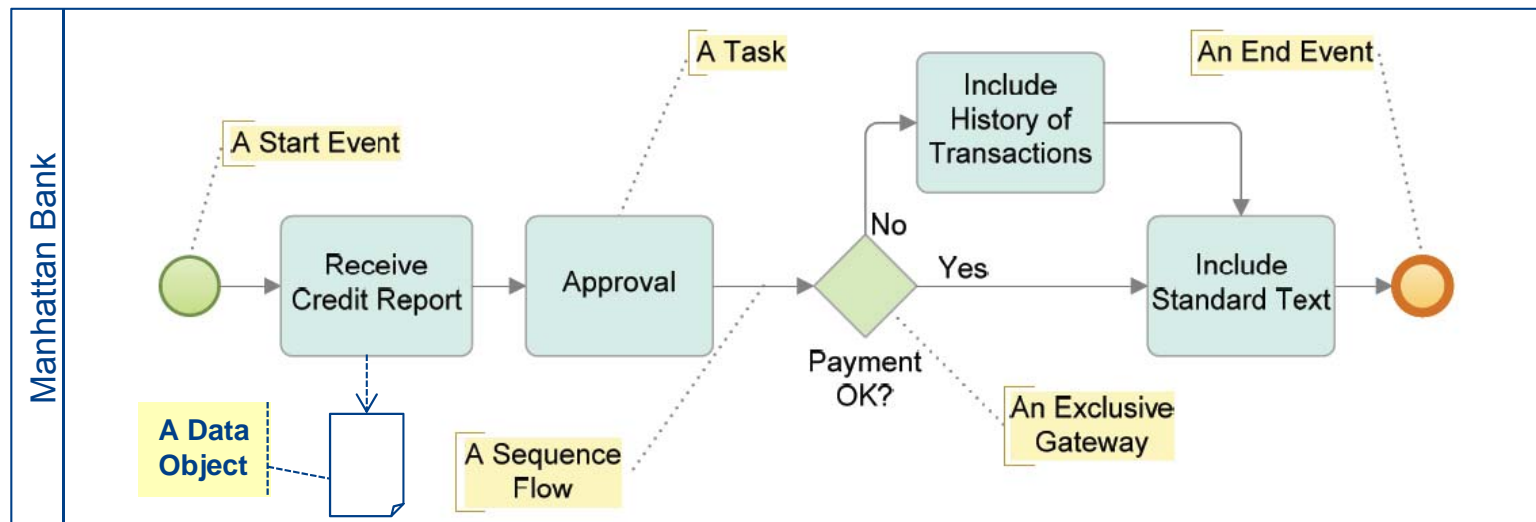 Manhattan Bank
A Start Event
A Task
An End Event
Include
History of
Transactions
Receive
Credit Report
Approval
No
Yes
Include
Standard Text
Payment
OK?
A Data
Object
A Sequence
Flow
An Exclusive
Gateway